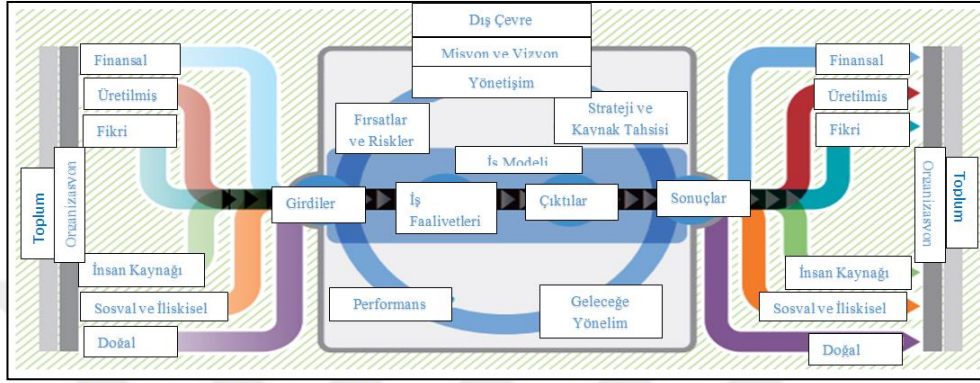 Dış Çevre
Misyon ve Vizyon
Yönetişim
Finansal
Üretilmiş
Fikri
Toplum
Organizasyon
İnsan Kaynağı
Sosyal ve İlişkisel
Doğal
Fırsatlar
ve Riskler
Strateji ve
Kaynak Tahsisi
İş Modeli
Girdiler
İş
Faaliyetleri
Çıktılar
Sonuçlar
Performans
Geleceğe
Yönelim
Finansal
Üretilmiş
Fikri
Organizasyon
Toplum
İnsan Kaynağı
Sosyal ve İlişkisel
Doğal